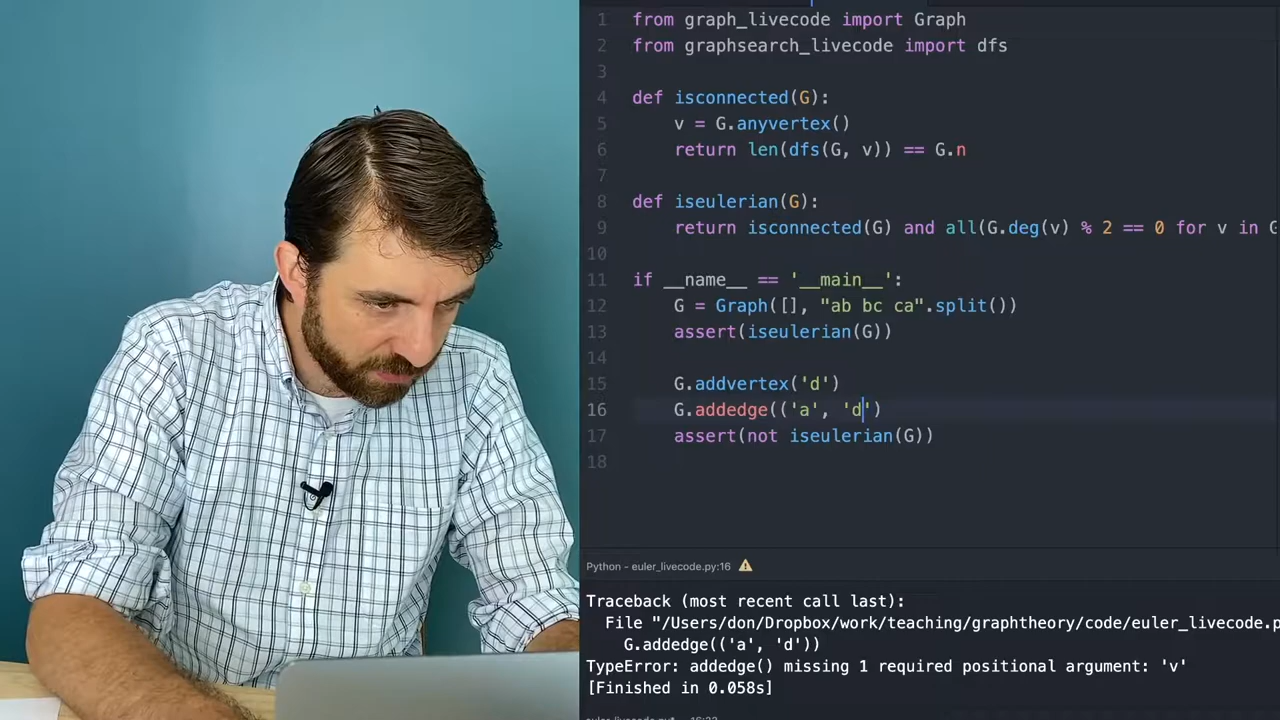 1 from graph_livecode import Graph
2 from graphsearch_livecode import dfs
3
4 def isconnected(G):
5 v = G.anyvertex()
6 return len(dfs(G, v)) == G.n
7
8 def iseulerian(G):
9 return isconnected(G) and all(G.deg(v) % 2 == 0 for v in G
10
11 if __name__ == '__main__':
12 G = Graph([], "ab bc ca".split())
13 assert(iseulerian(G))
14
15 G.addvertex('d')
16 G.addedge(('a', 'd')
17 assert(not iseulerian(G))
18
Python - euler_livecode.py:16
Traceback (most recent call last):
File "/Users/don/Dropbox/work/teaching/graphtheory/code/euler_livecode.p
G.addedge(('a', 'd'))
TypeError: addedge() missing 1 required positional argument: 'v'
[Finished in 0.058s]